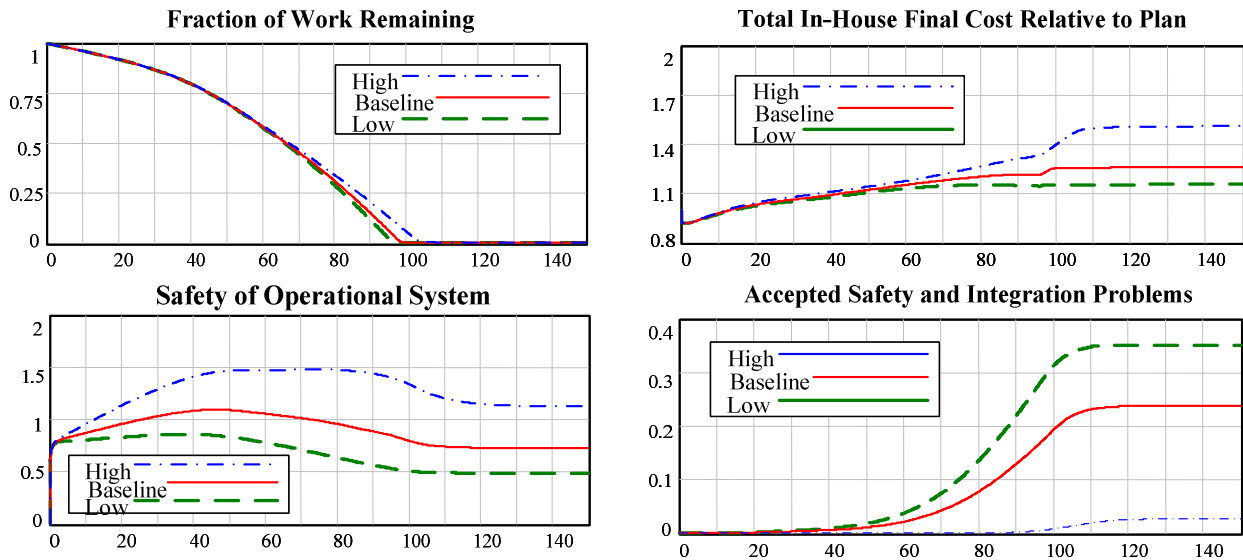 Fraction of Work Remaining
1
0.75
0.5
0.25
0
High
Baseline
Low
0 20 40 60 80 100 120 140
Total In-House Final Cost Relative to Plan
2
1.7
1.4
1.1
0.8
High
Baseline
Low
0 20 40 60 80 100 120 140
Safety of Operational System
2
1.5
1
0.5
0
High
Baseline
Low
0 20 40 60 80 100 120 140
Accepted Safety and Integration Problems
0.4
0.3
0.2
0.1
0
High
Baseline
Low
0 20 40 60 80 100 120 140